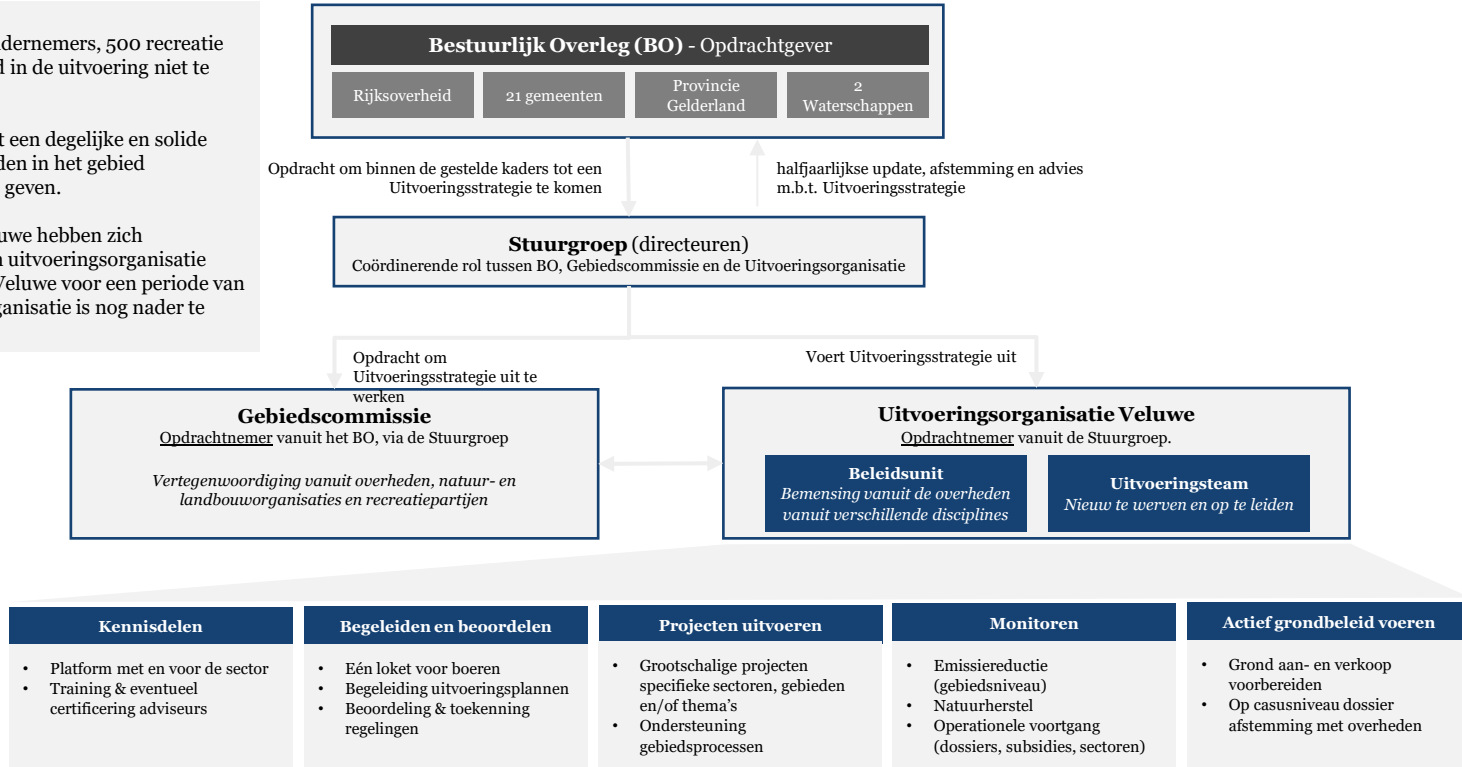 ndernemers, 500 recreatie
d in de uitvoering niet te
t een degelijke en solide
den in het gebied
geven.
uwe hebben zich
n uitvoeringsorganisatie
Veluwe voor een periode van
ganisatie is nog nader te
Bestuurlijk Overleg (BO) - Opdrachtgever
Rijksoverheid
21 gemeenten
Provincie
Gelderland
2
Waterschappen
Opdracht om binnen de gestelde kaders tot een
Uitvoeringsstrategie te komen
halfjaarlijkse update, afstemming en advies
m.b.t. Uitvoeringsstrategie
Stuurgroep (directeuren)
Coördinerende rol tussen BO, Gebiedscommissie en de Uitvoeringsorganisatie
Opdracht om
Uitvoeringsstrategie uit te
werken
Voert Uitvoeringsstrategie uit
Gebiedscommissie
Opdrachtnemer vanuit het BO, via de Stuurgroep
Vertegenwoordiging vanuit overheden, natuur- en
landbouworganisaties en recreatiepartijen
Uitvoeringsorganisatie Veluwe
Opdrachtnemer vanuit de Stuurgroep.
Beleidsunit
Bemensing vanuit de overheden
vanuit verschillende disciplines
Uitvoeringsteam
Nieuw te werven en op te leiden
Kennisdelen
• Platform met en voor de sector
• Training & eventueel
certificering adviseurs
Begeleiden en beoordelen
• Eén loket voor boeren
• Begeleiding uitvoeringsplannen
• Beoordeling & toekenning
regelingen
Projecten uitvoeren
• Grootschalige projecten
specifieke sectoren, gebieden
en/of thema's
• Ondersteuning
gebiedsprocessen
Monitoren
• Emissiereductie
(gebiedsniveau)
• Natuurherstel
• Operationele voortgang
(dossiers, subsidies, sectoren)
Actief grondbeleid voeren
• Grond aan- en verkoop
voorbereiden
• Op casusniveau dossier
afstemming met overheden